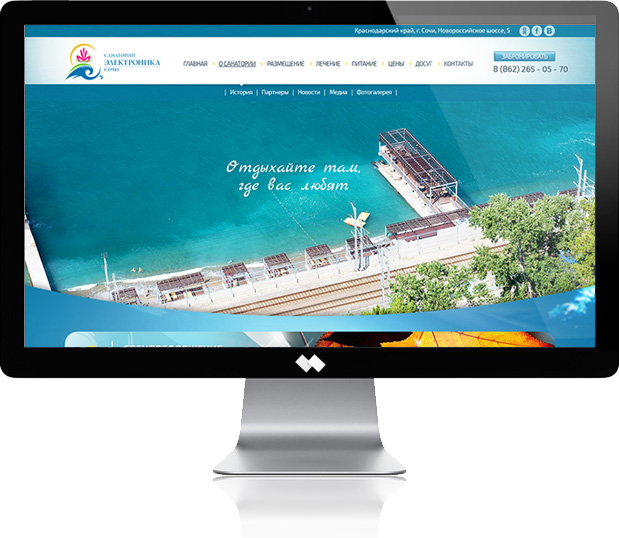 Краснодарский край, г. Сочи, Новороссийское шоссе, 5
САНАТОРИЙ
ЭЛЕКТРОНИКА
СОЧИ
ГЛАВНАЯ О САНАТОРИИ РАЗМЕЩЕНИЕ ЛЕЧЕНИЕ ПИТАНИЕ ЦЕНЫ ДОСУГ КОНТАКТЫ
ЗАБРОНИРОВАТЬ
8 (862) 265 - 05 - 70
| История | Партнеры | Новости | Медиа | Фотогалерея |
Отдыхайте там,
где вас любят
СПЕЦПРЕДЛОЖЕНИЕ